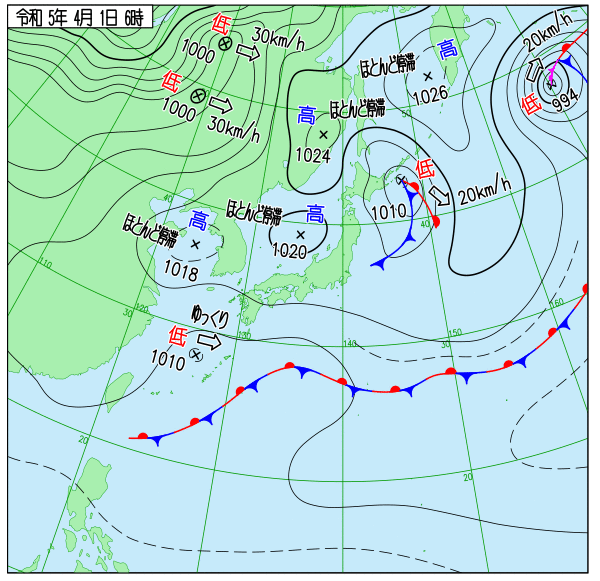 令和 5年 4月 1日 6時
低
30km/h
1000
低
1000
30km/h
高
ほとんど停滞
1026
20km/h
低
994
高
ほとんど停滞
1024
50
低
1010
20km/h
40
40
ほとんど停滞
高
1018
ほとんど停滞
高
1020
110
120
30
130
140
150
160
30
ゆっくり
低
1010
20
20